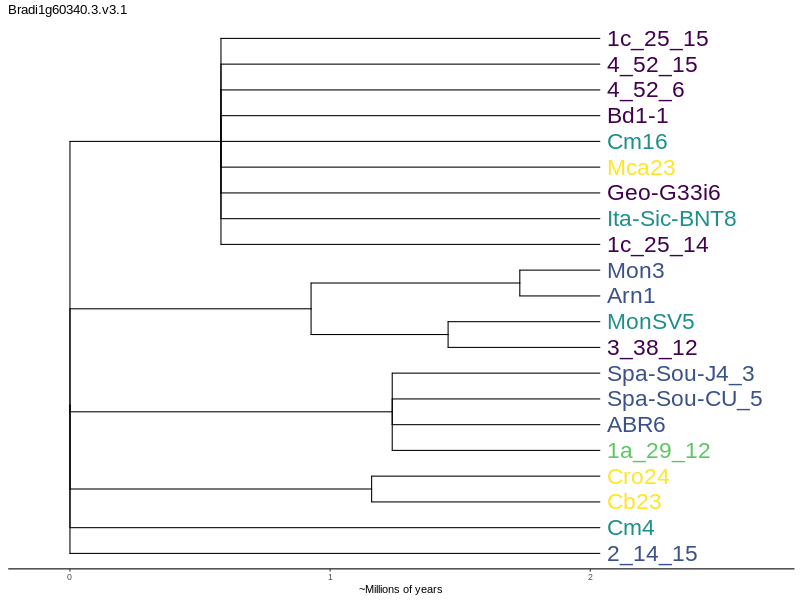 Bradi1g60340.3.v3.1
1c_25_15
4_52_15
4_52_6
Bd1-1
Cm16
Mca23
Geo-G33i6
Ita-Sic-BNT8
1c_25_14
Mon3
Arn1
MonSV5
3_38_12
Spa-Sou-J4_3
Spa-Sou-CU_5
ABR6
1a_29_12
Cro24
Cb23
Cm4
2_14_15
0 1 2
~Millions of years